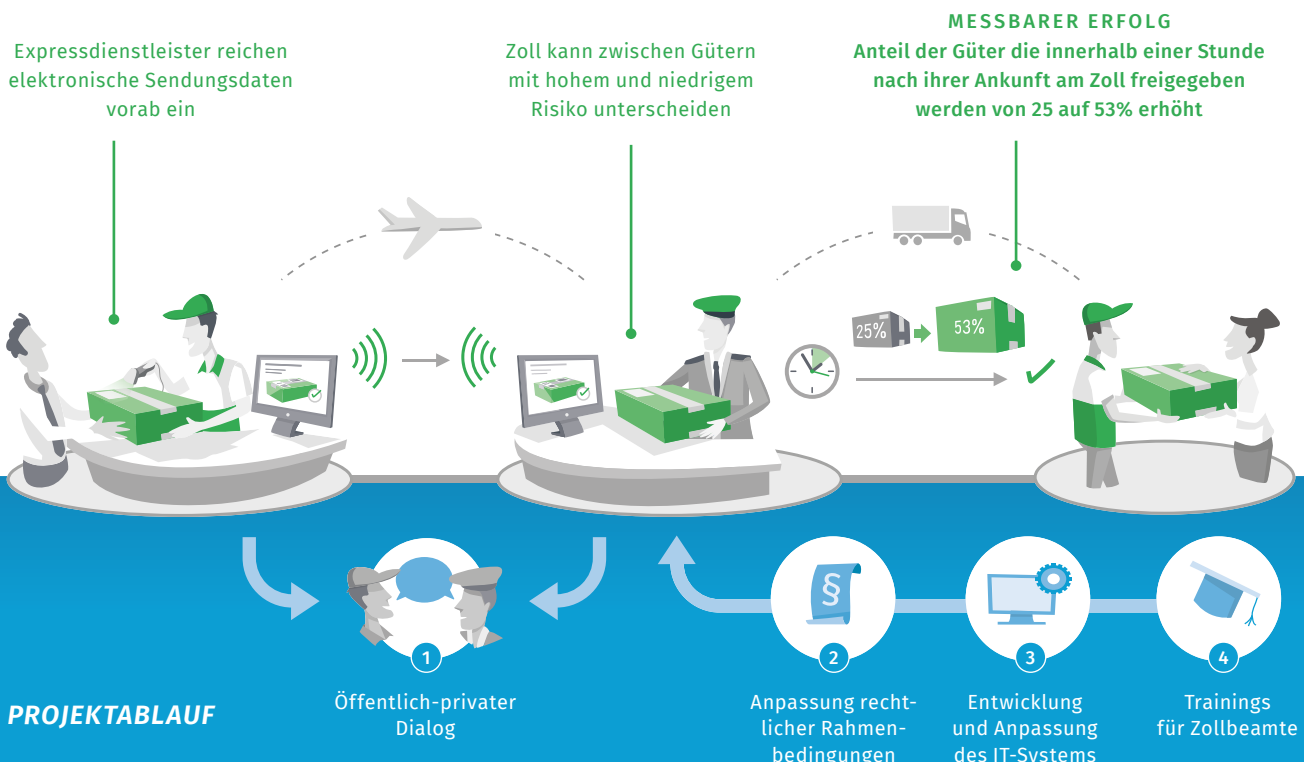 Expressdienstleister reichen
elektronische Sendungsdaten
vorab ein
Zoll kann zwischen Gütern
mit hohem und niedrigem
Risiko unterscheiden
MESSBARER ERFOLG
Anteil der Güter die innerhalb einer Stunde
nach ihrer Ankunft am Zoll freigegeben
werden von 25 auf 53% erhöht
25%
53%
§
1
2
3
4
PROJEKTABLAUF
Öffentlich-privater
Dialog
Anpassung recht-
licher Rahmen-
bedingungen
Entwicklung
und Anpassung
des IT-Systems
Trainings
für Zollbeamte